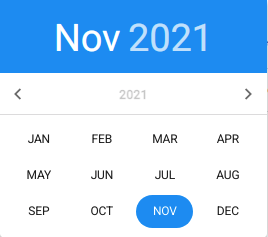 Nov 2021
2021
JAN FEB MAR APR
MAY JUN JUL AUG
SEP OCT NOV DEC